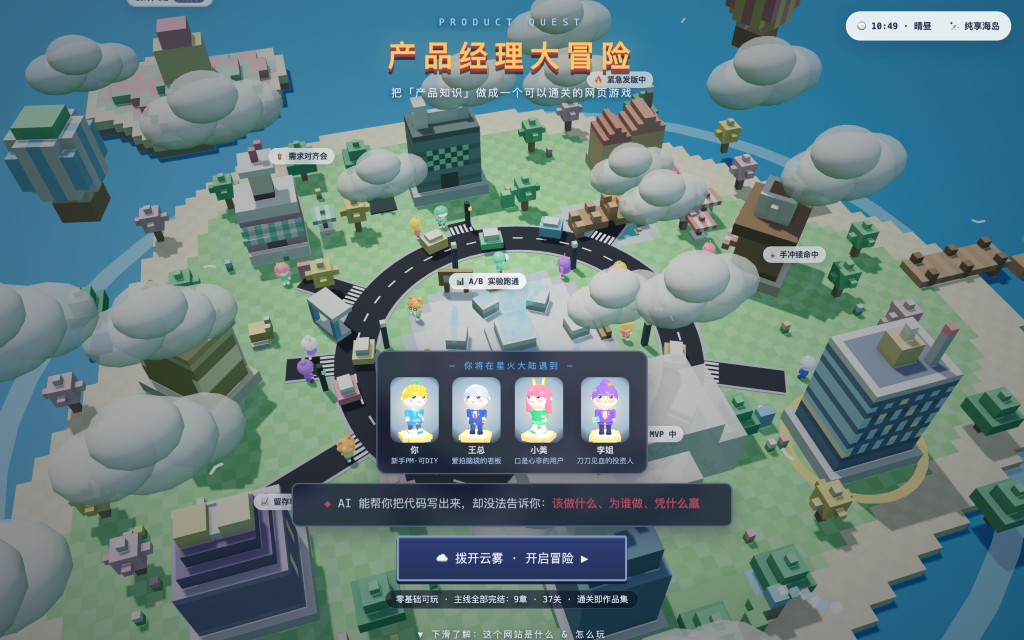 PRODUCT QUEST
10:49 · 晴昼
纯享海岛
产品经理大冒险
紧急发版中
把「产品知识」做成一个可以通关的网页游戏
需求对齐会
手冲续命中
A/B 实验跑通
— 你将在星火大陆遇到 —
你
新手PM·可DIY
王总
爱拍脑袋的老板
小美
口是心非的用户
李姐
刀刀见血的投资人
MVP 中
留存
◆ AI 能帮你把代码写出来，却没法告诉你：该做什么、为谁做、凭什么赢
拨开云雾 · 开启冒险 ▶
零基础可玩 · 主线全部完结：9章 · 37关 · 通关即作品集
▼ 下滑了解：这个网站是什么 & 怎么玩